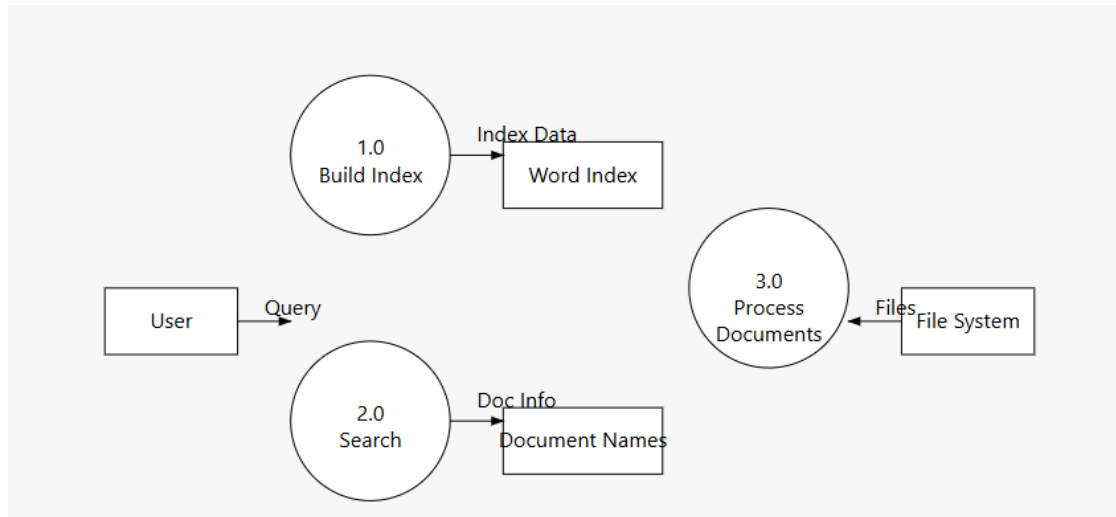 Index Data
1.0
Build Index
Word Index
3.0
Process
Documents
User
Query
Files
File System
Doc Info
2.0
Search
Document Names